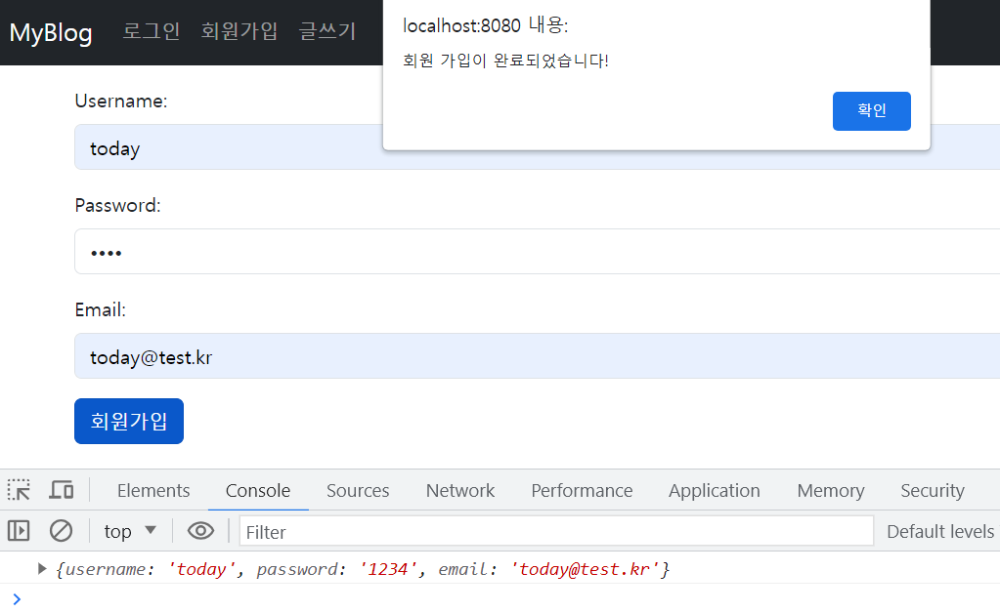 MyBlog 로그인 회원가입 글쓰기
localhost:8080 내용:
회원 가입이 완료되었습니다!
확인
Username:
today
Password:
••••
Email:
today@test.kr
회원가입
Elements Console Sources Network Performance Application Memory Security
top Filter Default levels
{username: 'today', password: '1234', email: 'today@test.kr'}